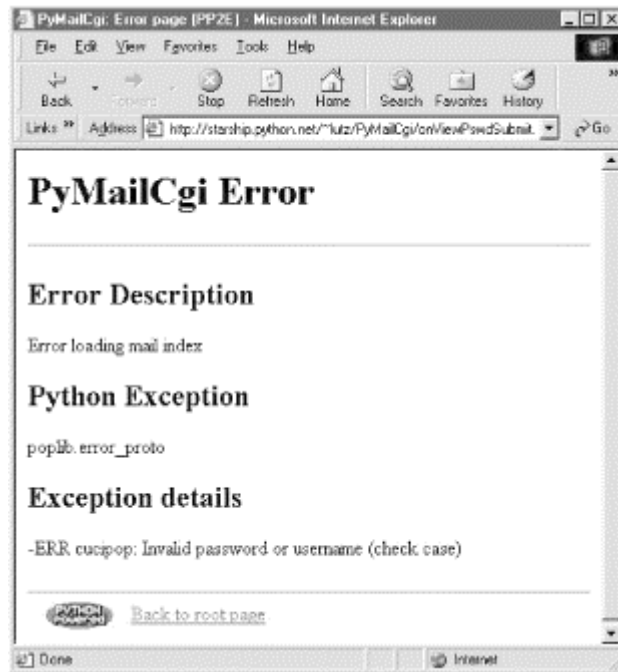 PyMailCgi: Error page (PP2E) - Microsoft Internet Explorer
File Edit View Favorites Tools Help
Back Forward Stop Refresh Home Search Favorites History
Links » Address http://starship.python.net/~lutz/PyMailCgi/onViewPswdSubmit. Go
PyMailCgi Error
Error Description
Error loading mail index
Python Exception
poplib.error_proto
Exception details
-ERR cucipop: Invalid password or username (check case)
PYTHON POWERED Back to root page
Done Internet